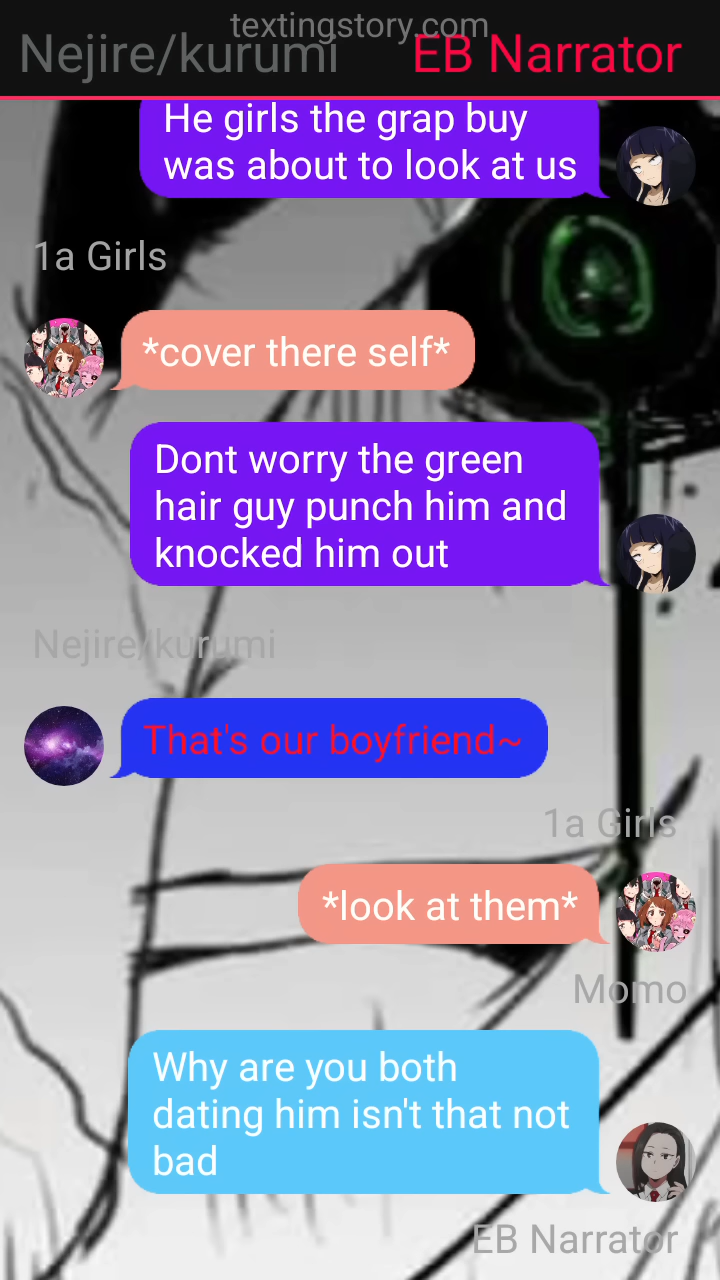 textingstory.com
Nejire/kurumi EB Narrator
He girls the grap buy
was about to look at us
1a Girls
*cover there self*
Dont worry the green
hair guy punch him and
knocked him out
Nejire/kurumi
That's our boyfriend~
1a Girls
*look at them*
Momo
Why are you both
dating him isn't that not
bad
EB Narrator